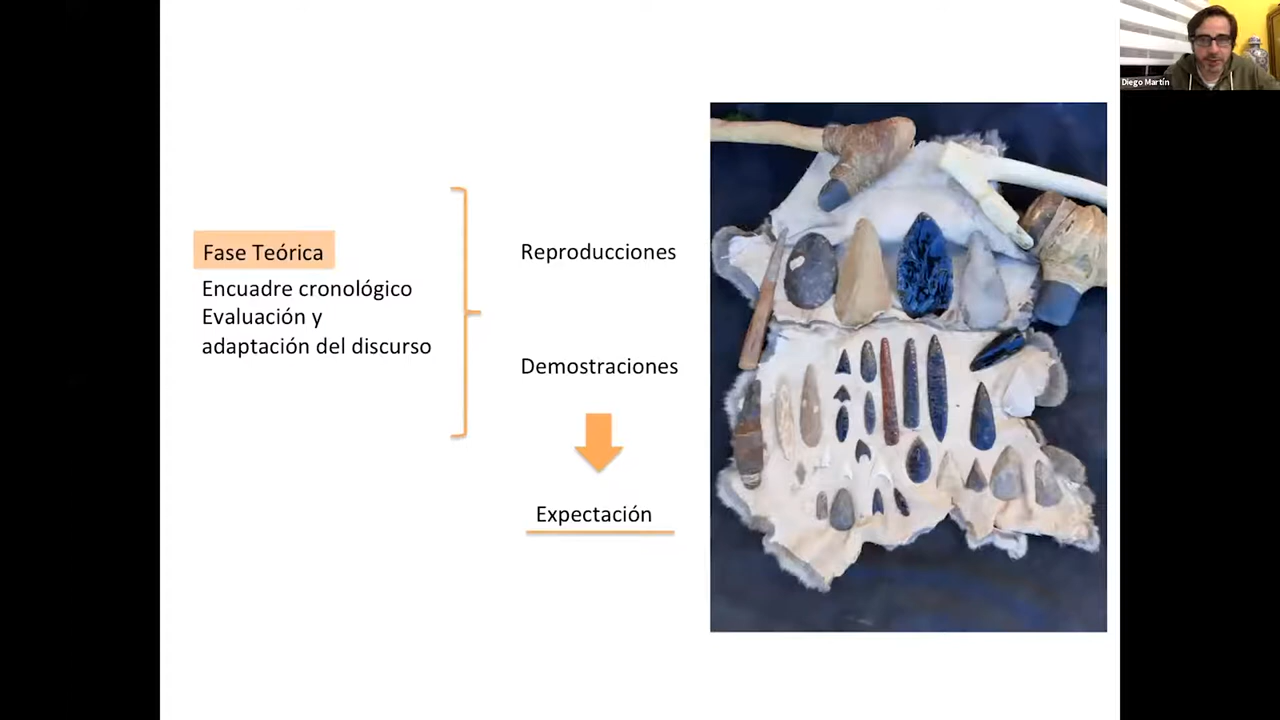 Diego Martín
Fase Teórica
Encuadre cronológico
Evaluación y
adaptación del discurso
Reproducciones
Demostraciones
Expectación